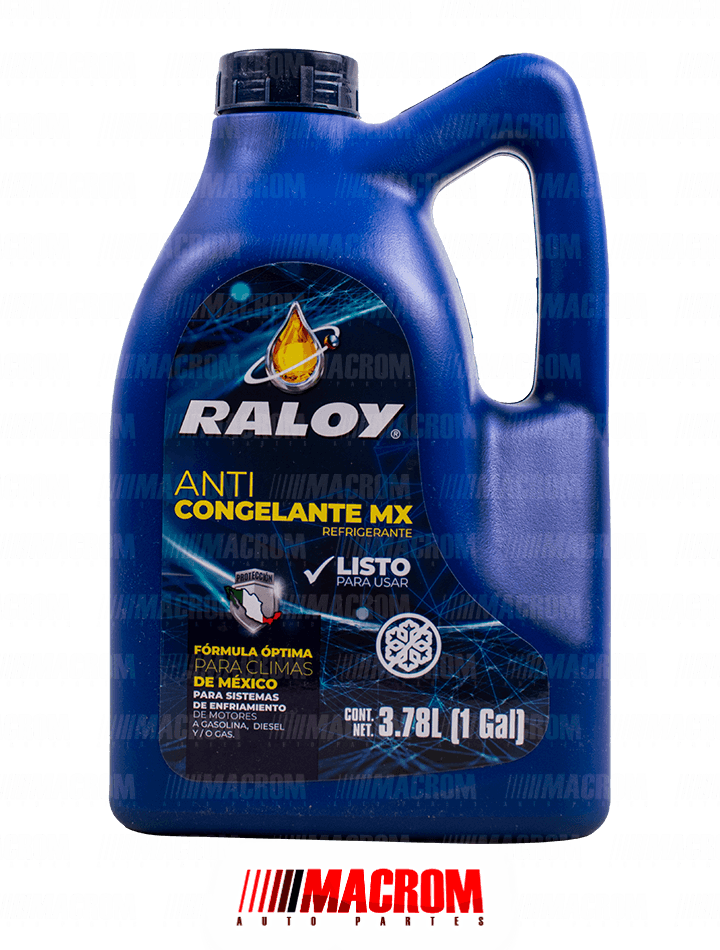 RALOY®
ANTI
CONGELANTE MX
REFRIGERANTE
LISTO
PARA USAR
PROTECCIÓN
FÓRMULA ÓPTIMA
PARA CLIMAS
DE MÉXICO
PARA SISTEMAS
DE ENFRIAMIENTO
DE MOTORES
A GASOLINA, DIESEL
Y / O GAS.
CONT. NET. 3.78L (1 Gal)
MACROM
AUTO PARTES